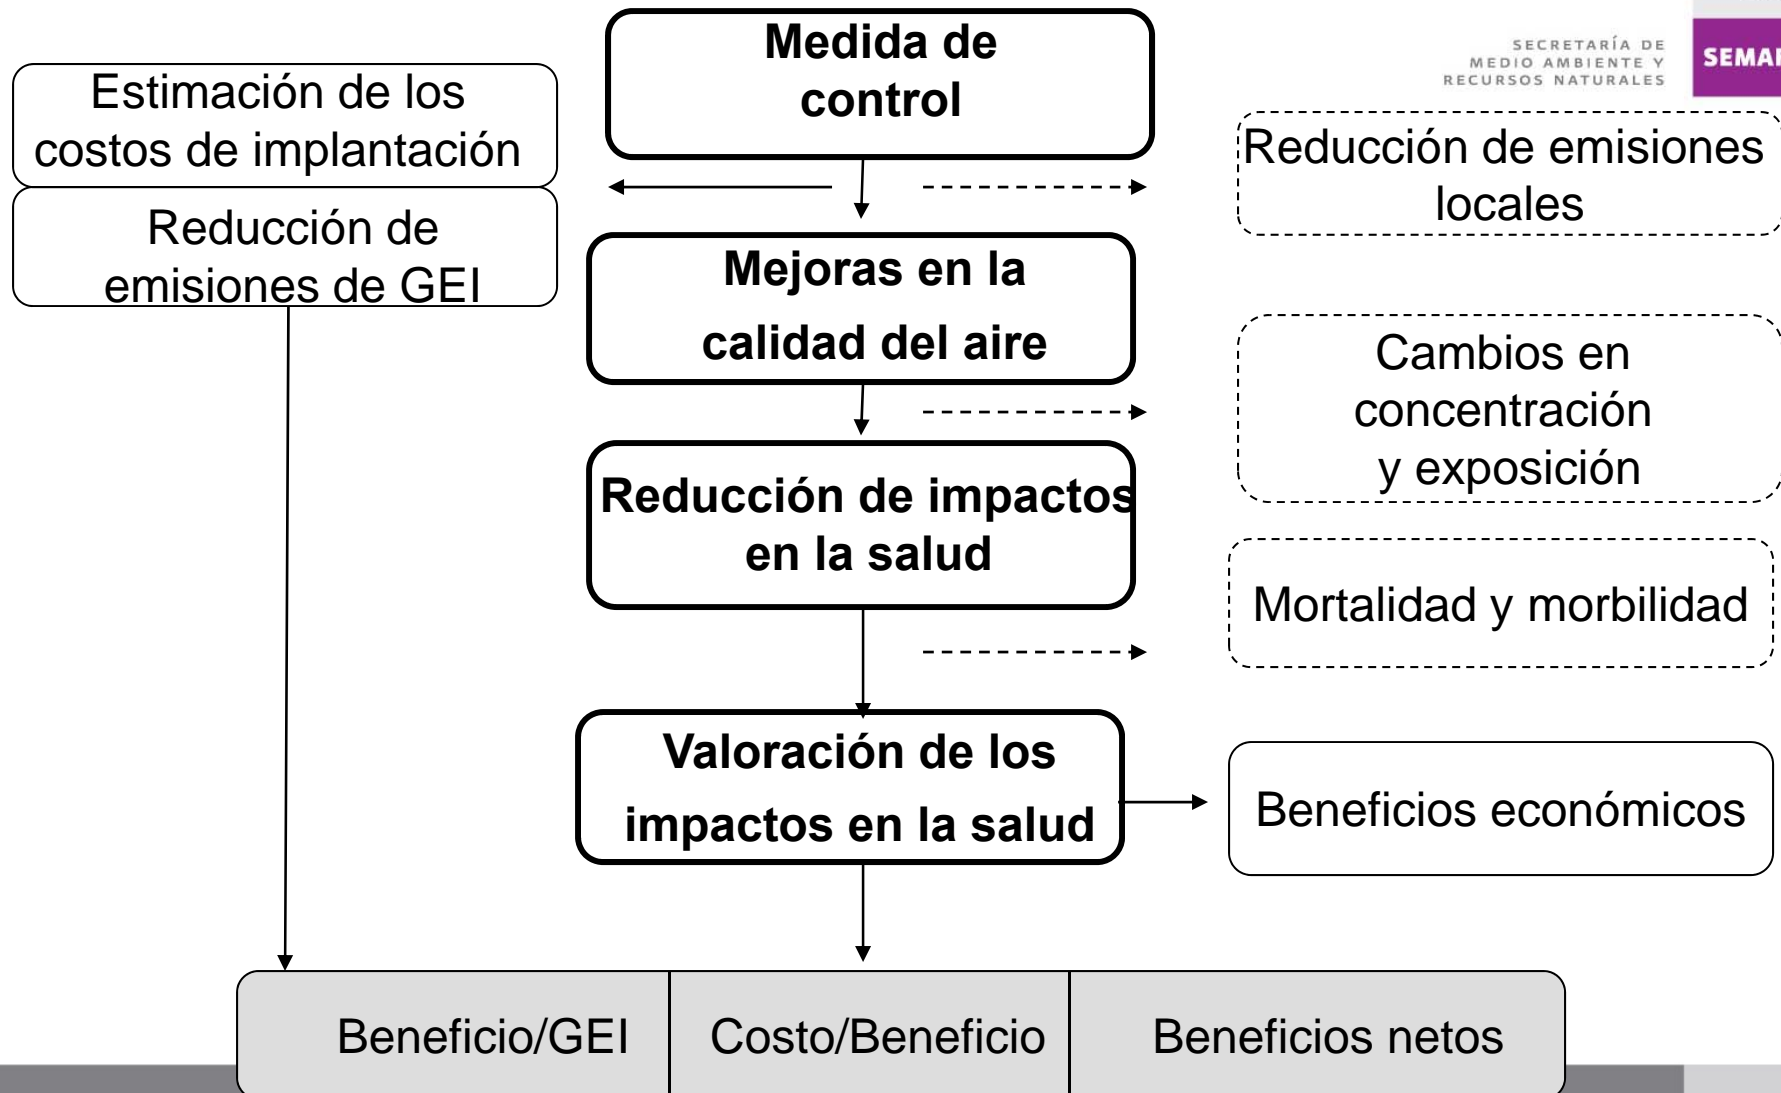 Medida de
control
SECRETARÍA DE
MEDIO AMBIENTE Y
RECURSOS NATURALES
Estimación de los
costos de implantación
Reducción de
emisiones de GEI
Reducción de emisiones
locales
Mejoras en la
calidad del aire
Cambios en
concentración
y exposición
Reducción de impactos
en la salud
Mortalidad y morbilidad
Valoración de los
impactos en la salud
Beneficios económicos
Beneficio/GEI
Costo/Beneficio
Beneficios netos